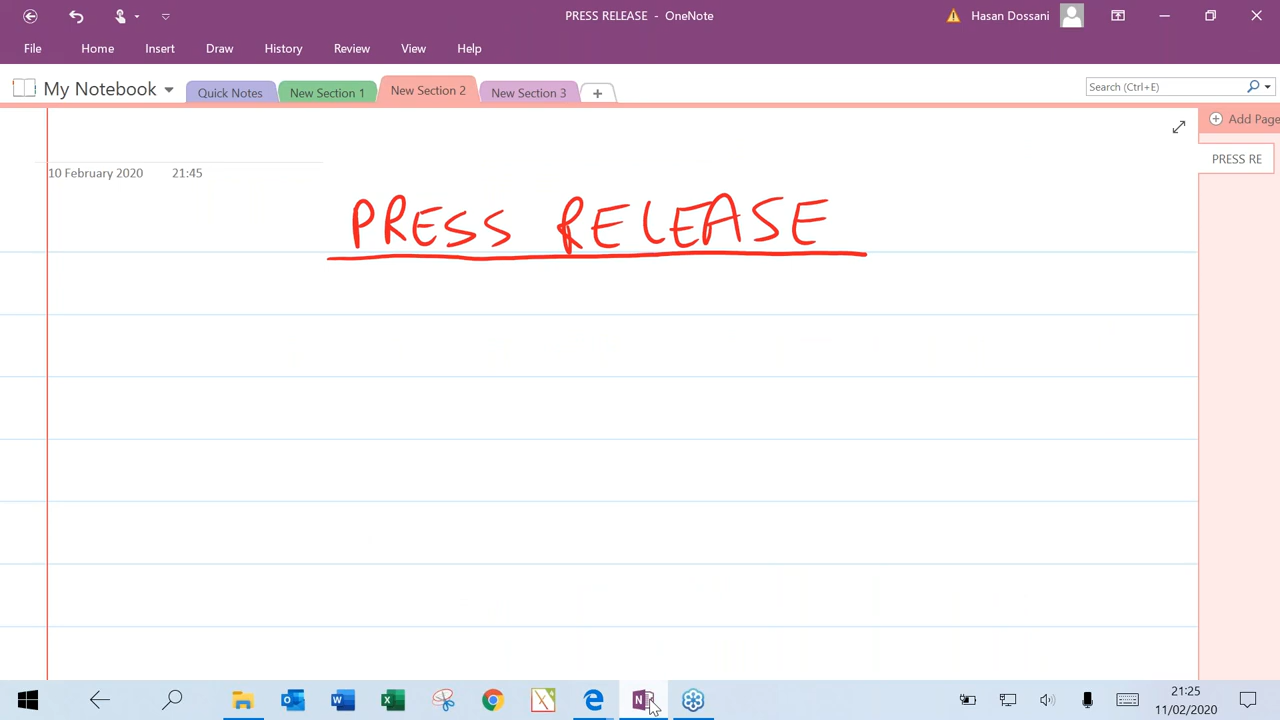 PRESS RELEASE - OneNote
Hasan Dossani
File Home Insert Draw History Review View Help
My Notebook Quick Notes New Section 1 New Section 2 New Section 3 Search (Ctrl+E)
Add Page
10 February 2020 21:45
PRESS RE
PRESS RELEASE
21:25
11/02/2020